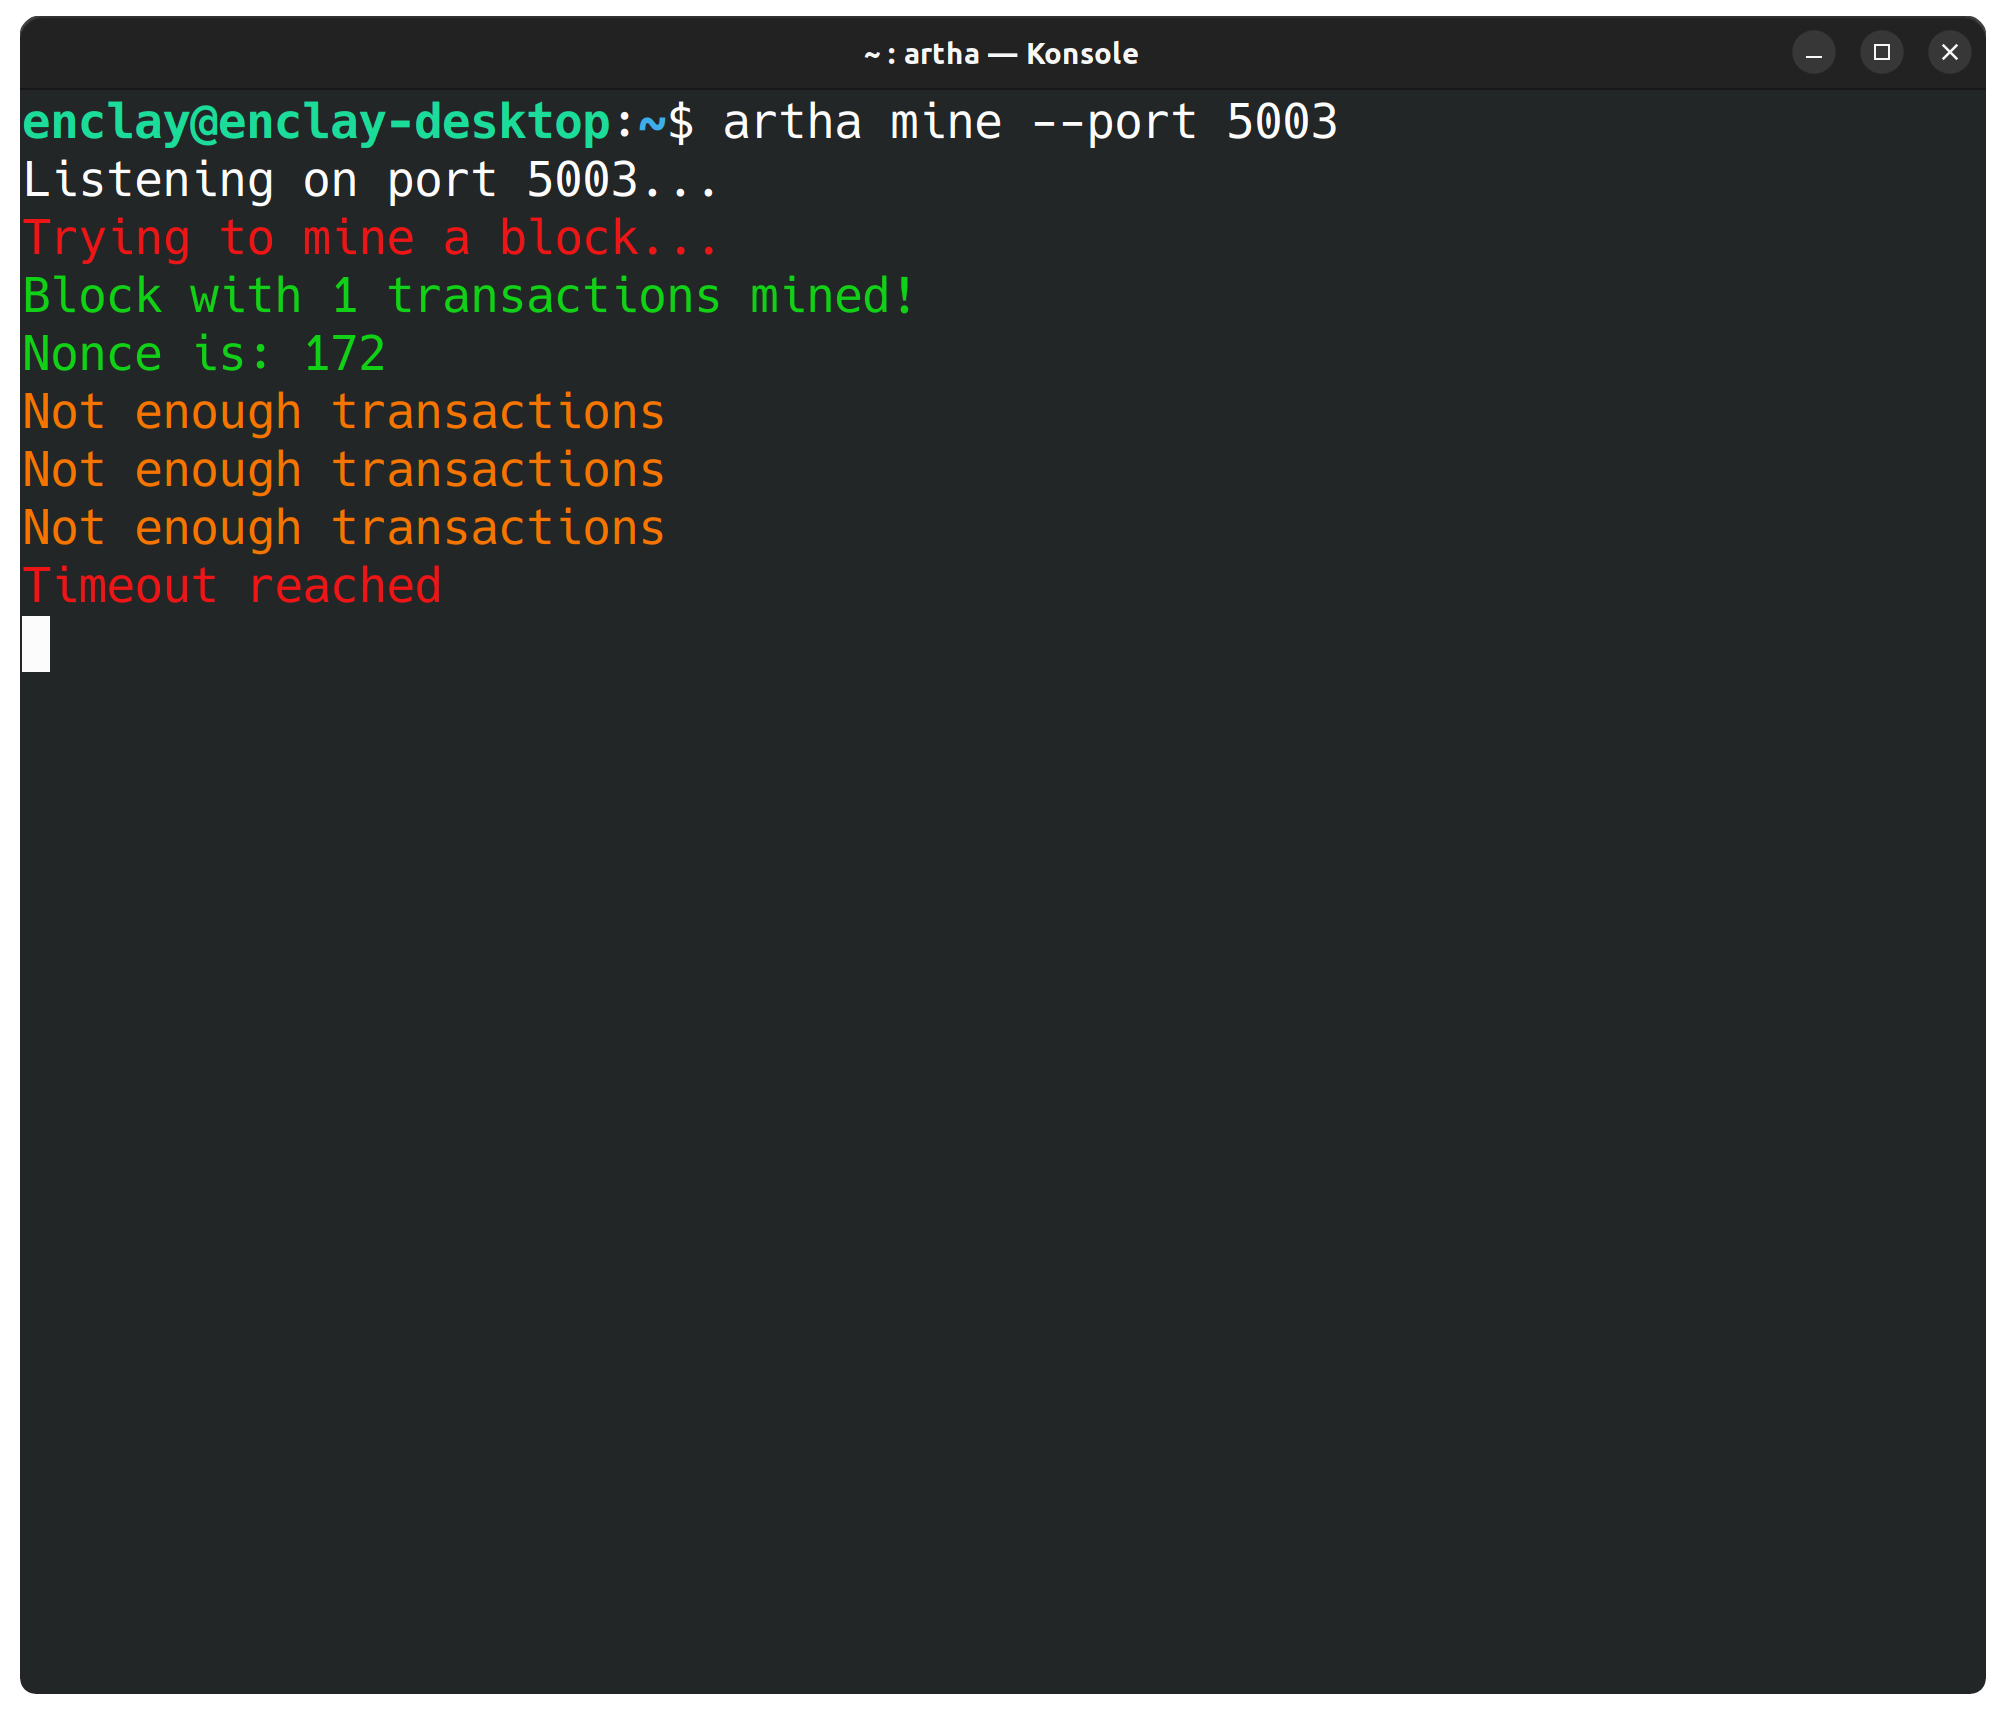 ~ : artha — Konsole
enclay@enclay-desktop:~$ artha mine --port 5003
Listening on port 5003...
Trying to mine a block...
Block with 1 transactions mined!
Nonce is: 172
Not enough transactions
Not enough transactions
Not enough transactions
Timeout reached